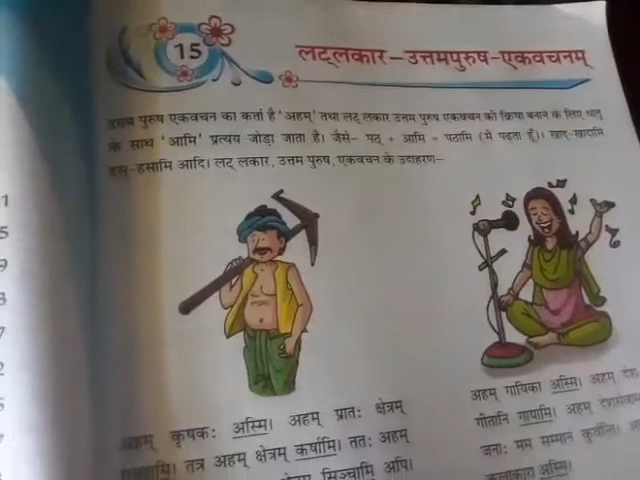 15
लट्लकार-उत्तमपुरुष-एकवचनम्
उत्तम पुरुष एकवचन का कर्ता है 'अहम्' तथा लट् लकार उत्तम पुरुष एकवचन की क्रिया बनाने के लिए धातु
के साथ 'आमि' प्रत्यय जोड़ा जाता है। जैसे- पठ् + आमि = पठामि (मैं पढ़ता हूँ)। खाद्-खादामि
हस्-हसामि आदि। लट् लकार, उत्तम पुरुष, एकवचन के उदाहरण-
अहम् कृषकः अस्मि। अहम् प्रातः क्षेत्रम्
तत्र अहम् क्षेत्रम् कर्षामि। ततः अहम्
सिञ्चामि अपि।
अहम् गायिका अस्मि। अहम्
गीतानि गायामि। अहम्
जनाः मम सम्मान
अस्मि।